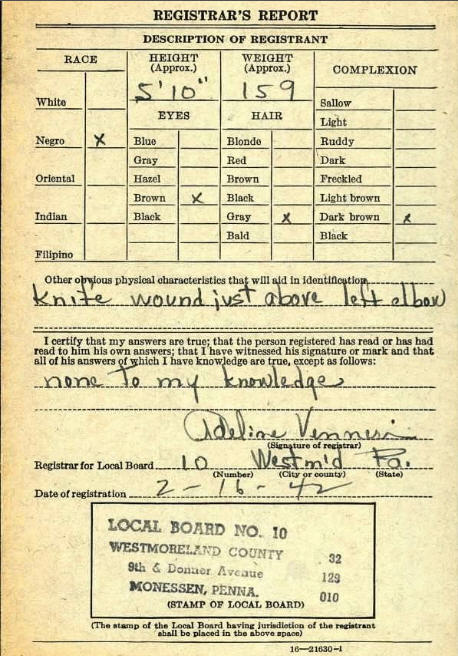 REGISTRAR'S REPORT
DESCRIPTION OF REGISTRANT
RACE
HEIGHT (Approx.)
WEIGHT (Approx.)
COMPLEXION
5'10"
159
White
Sallow
Light
EYES
HAIR
Negro X
Blue
Blonde
Ruddy
Gray
Red
Dark
Oriental
Hazel
Brown
Freckled
Brown X
Black
Light brown
Indian
Black
Gray X
Dark brown X
Bald
Black
Filipino
Other obvious physical characteristics that will aid in identification
Knife wound just above left elbow
I certify that my answers are true; that the person registered has read or has had
read to him his own answers; that I have witnessed his signature or mark and that
all of his answers of which I have knowledge are true, except as follows:
none to my knowledge
Adeline
(Signature of registrar)
Registrar for Local Board 10 Westm'd Pa.
(Number) (City or county) (State)
Date of registration 2-16-42
LOCAL BOARD NO. 10
WESTMORELAND COUNTY 32
9th & Donner Avenue 129
MONESSEN, PENNA. 010
(STAMP OF LOCAL BOARD)
(The stamp of the Local Board having jurisdiction of the registrant
shall be placed in the above space)
16—21630-1